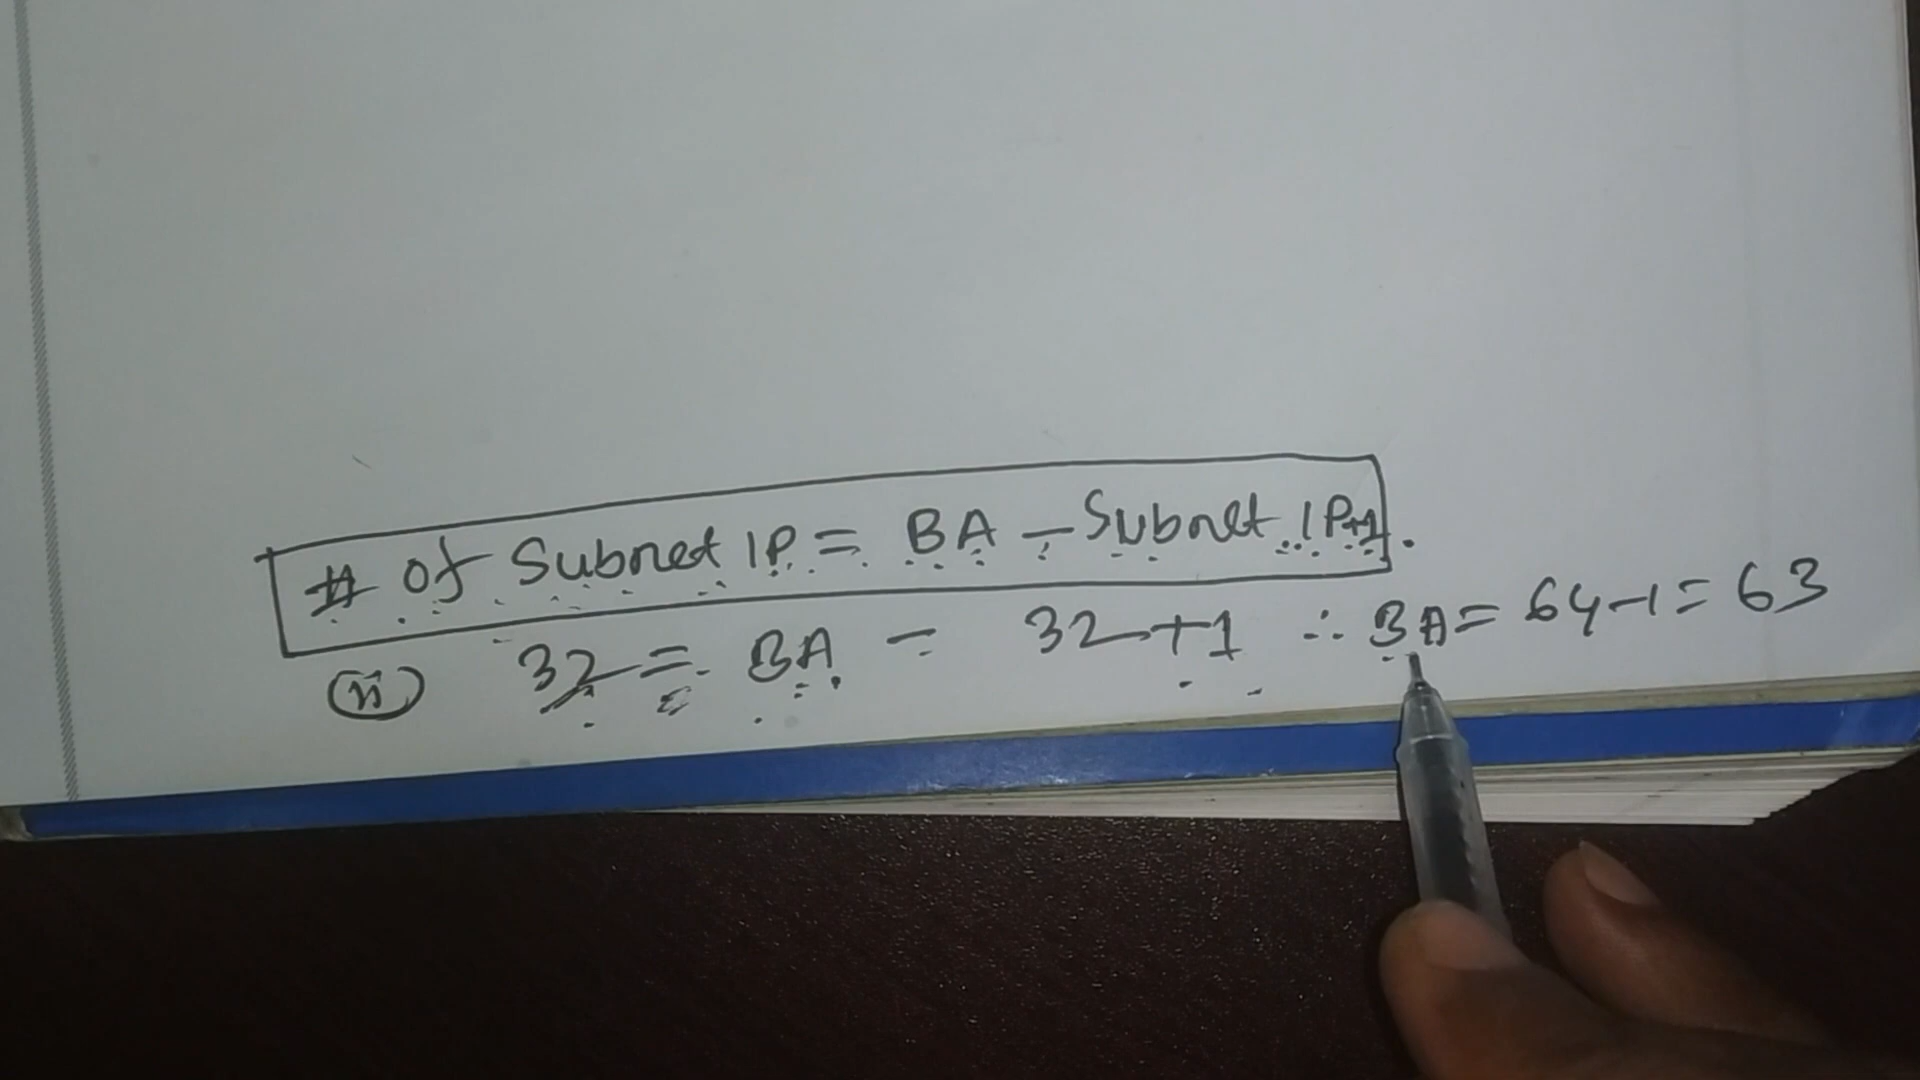 # of Subnet IP = BA - Subnet IP+1.
(ii) 32 = BA - 32+1 ∴ BA = 64-1 = 63